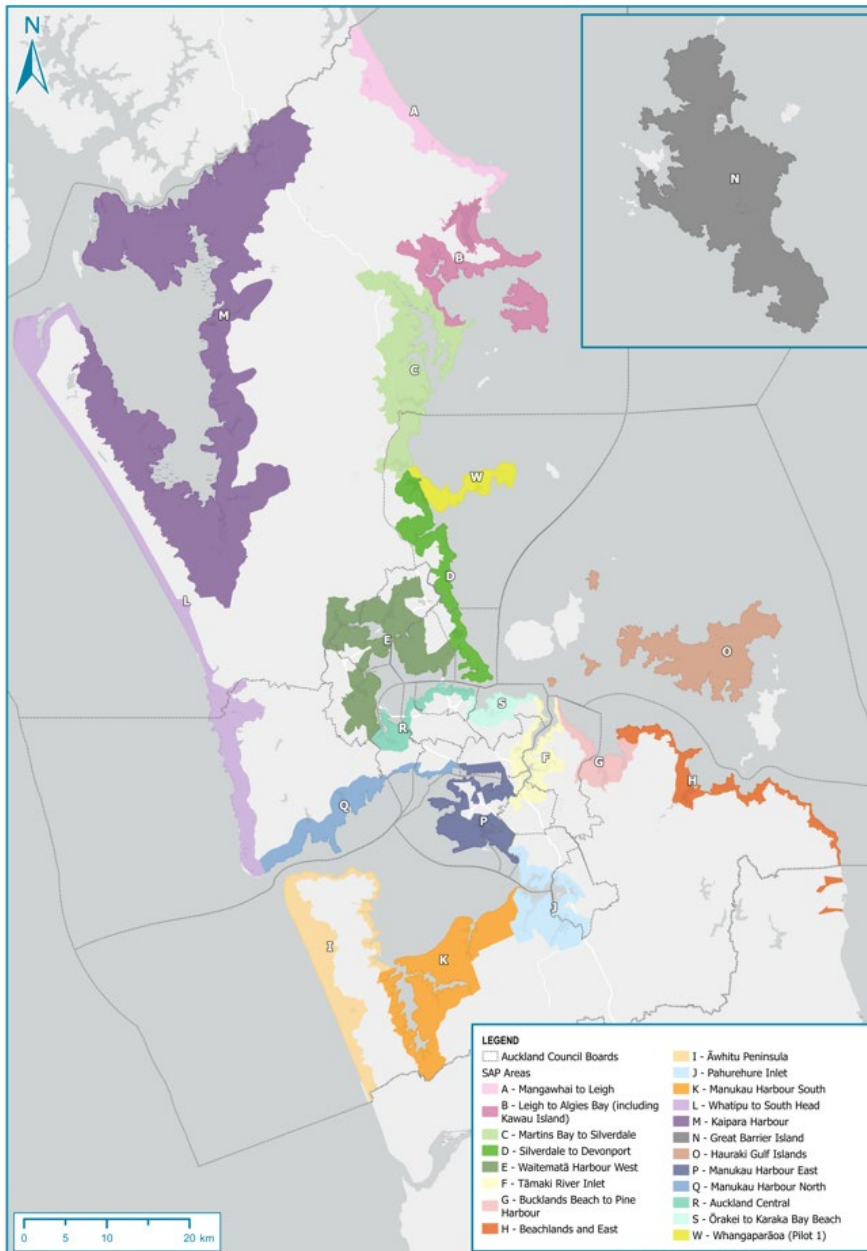 N
A
N
B
M
C
W
L
D
E
O
S
R
F
G
H
Q
P
J
I
K
0 5 10 20 km
LEGEND
Auckland Council Boards
SAP Areas
A - Mangawhai to Leigh
B - Leigh to Algies Bay (including
Kawau Island)
C - Martins Bay to Silverdale
D - Silverdale to Devonport
E - Waitematā Harbour West
F - Tāmaki River Inlet
G - Bucklands Beach to Pine
Harbour
H - Beachlands and East
I - Āwhitu Peninsula
J - Pahurehure Inlet
K - Manukau Harbour South
L - Whatipu to South Head
M - Kaipara Harbour
N - Great Barrier Island
O - Hauraki Gulf Islands
P - Manukau Harbour East
Q - Manukau Harbour North
R - Auckland Central
S - Ōrakei to Karaka Bay Beach
W - Whangaparāoa (Pilot 1)